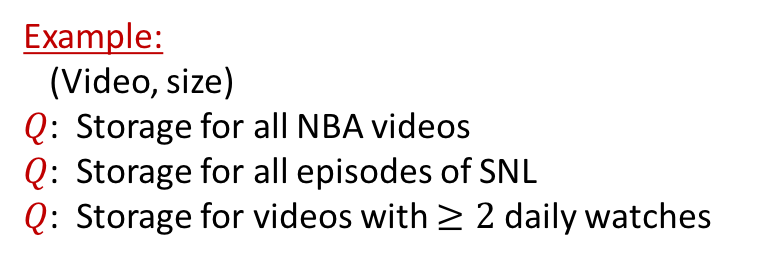 Example:
(Video, size)
Q: Storage for all NBA videos
Q: Storage for all episodes of SNL
Q: Storage for videos with ≥ 2 daily watches